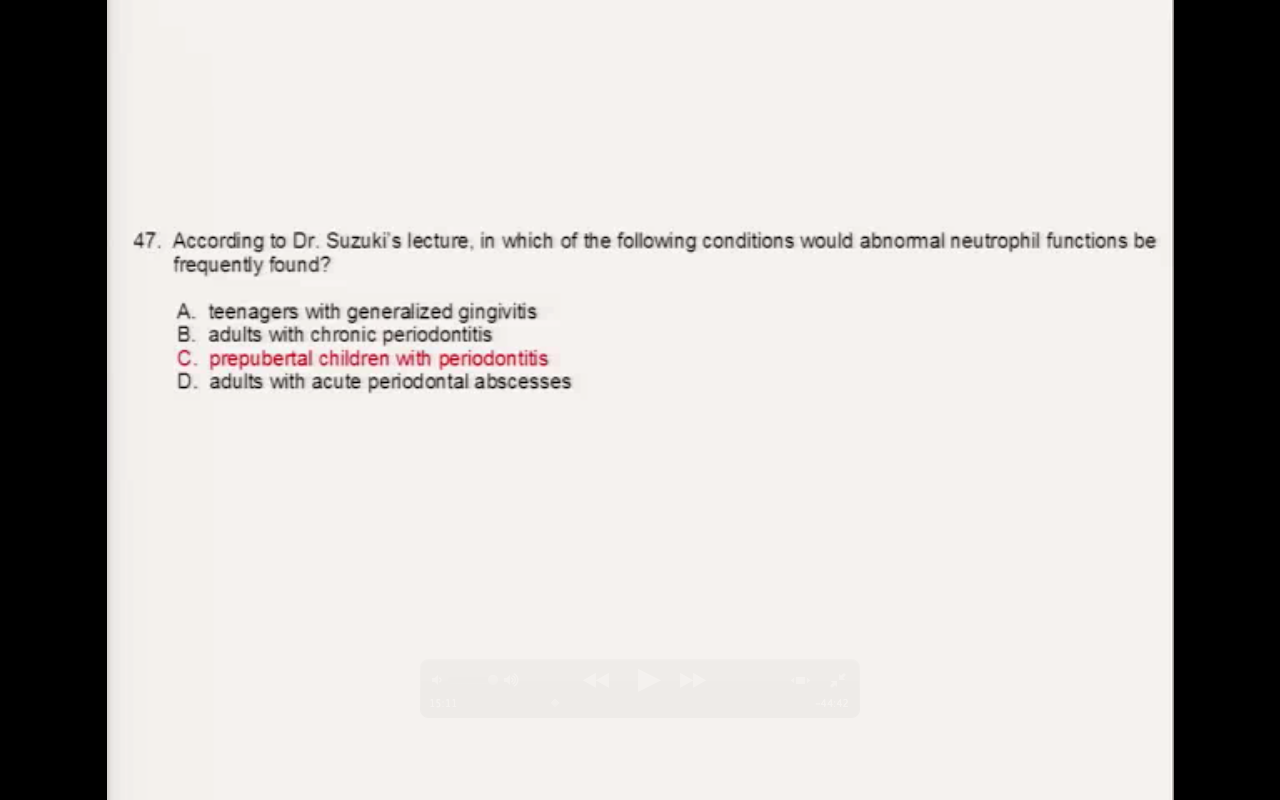 47. According to Dr. Suzuki's lecture, in which of the following conditions would abnormal neutrophil functions be
frequently found?
A. teenagers with generalized gingivitis
B. adults with chronic periodontitis
C. prepubertal children with periodontitis
D. adults with acute periodontal abscesses